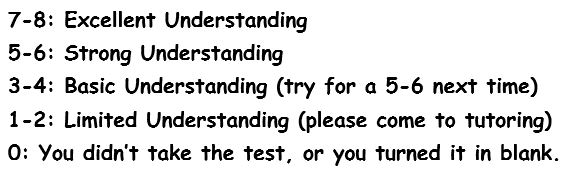 7-8: Excellent Understanding
5-6: Strong Understanding
3-4: Basic Understanding (try for a 5-6 next time)
1-2: Limited Understanding (please come to tutoring)
0: You didn't take the test, or you turned it in blank.